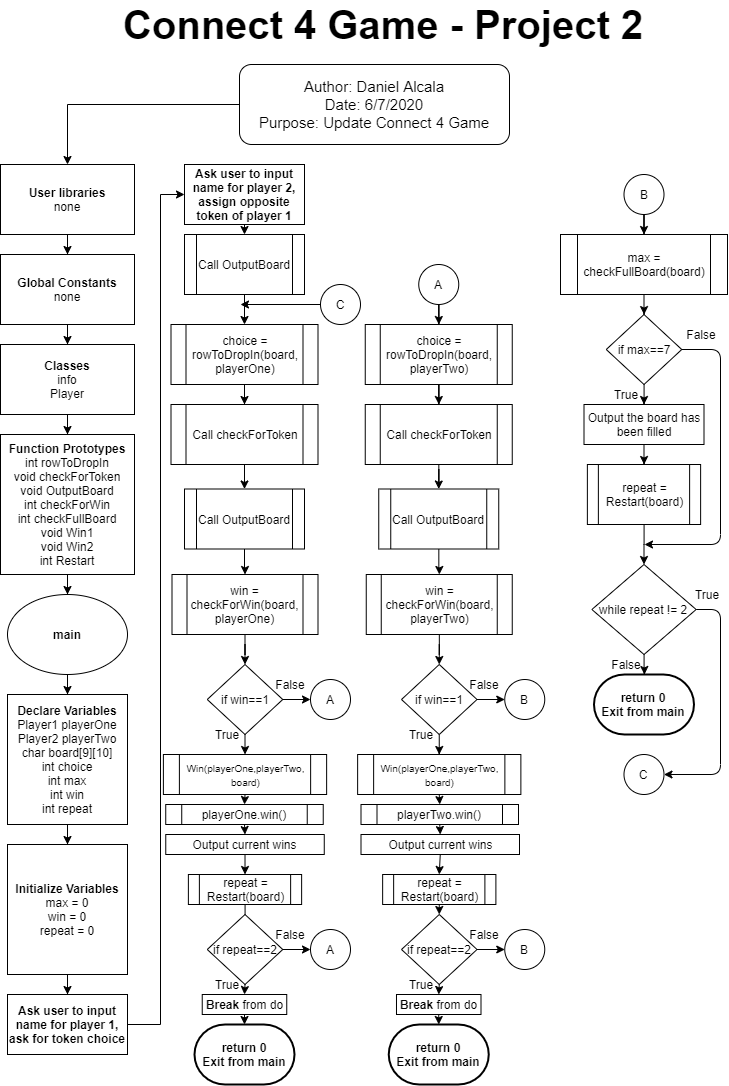 Connect 4 Game - Project 2
Author: Daniel Alcala
Date: 6/7/2020
Purpose: Update Connect 4 Game
User libraries
none
Global Constants
none
Classes
info
Player
Function Prototypes
int rowToDropIn
void checkForToken
void OutputBoard
int checkForWin
int checkFullBoard
void Win1
void Win2
int Restart
main
Declare Variables
Player1 playerOne
Player2 playerTwo
char board[9][10]
int choice
int max
int win
int repeat
Initialize Variables
max = 0
win = 0
repeat = 0
Ask user to input
name for player 1,
ask for token choice
Ask user to input
name for player 2,
assign opposite
token of player 1
Call OutputBoard
C
choice =
rowToDropIn(board,
playerOne)
Call checkForToken
Call OutputBoard
win =
checkForWin(board,
playerOne)
if win==1
False
A
True
Win(playerOne,playerTwo,
board)
playerOne.win()
Output current wins
repeat =
Restart(board)
if repeat==2
False
A
True
Break from do
return 0
Exit from main
A
choice =
rowToDropIn(board,
playerTwo)
Call checkForToken
Call OutputBoard
win =
checkForWin(board,
playerTwo)
if win==1
False
B
True
Win(playerOne,playerTwo,
board)
playerTwo.win()
Output current wins
repeat =
Restart(board)
if repeat==2
False
B
True
Break from do
return 0
Exit from main
B
max =
checkFullBoard(board)
if max==7
False
True
Output the board has
been filled
repeat =
Restart(board)
while repeat != 2
True
False
return 0
Exit from main
C